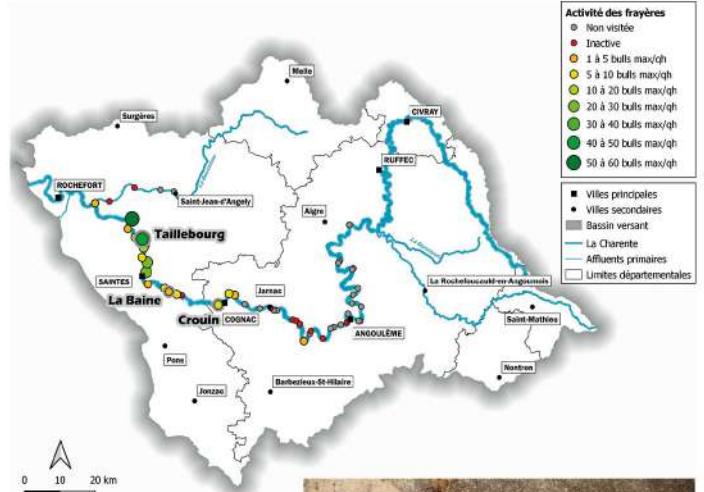 Activité des frayères
Non visitée
Inactive
1 à 5 bulls max/qh
5 à 10 bulls max/qh
10 à 20 bulls max/qh
20 à 30 bulls max/qh
30 à 40 bulls max/qh
40 à 50 bulls max/qh
50 à 60 bulls max/qh
Villes principales
Villes secondaires
Bassin versant
La Charente
Affluents primaires
Limites départementales
Melle
Surgères
CIVRAY
RUFFEC
ROCHEFORT
Saint-Jean-d'Angely
Aigre
Taillebourg
SAINTES
La Rochefoucauld-en-Angoumois
La Baine
Jarnac
Crouin
COGNAC
ANGOULÊME
Saint-Mathieu
Pons
Nontron
Jonzac
Barbezieux-St-Hilaire
0 10 20 km